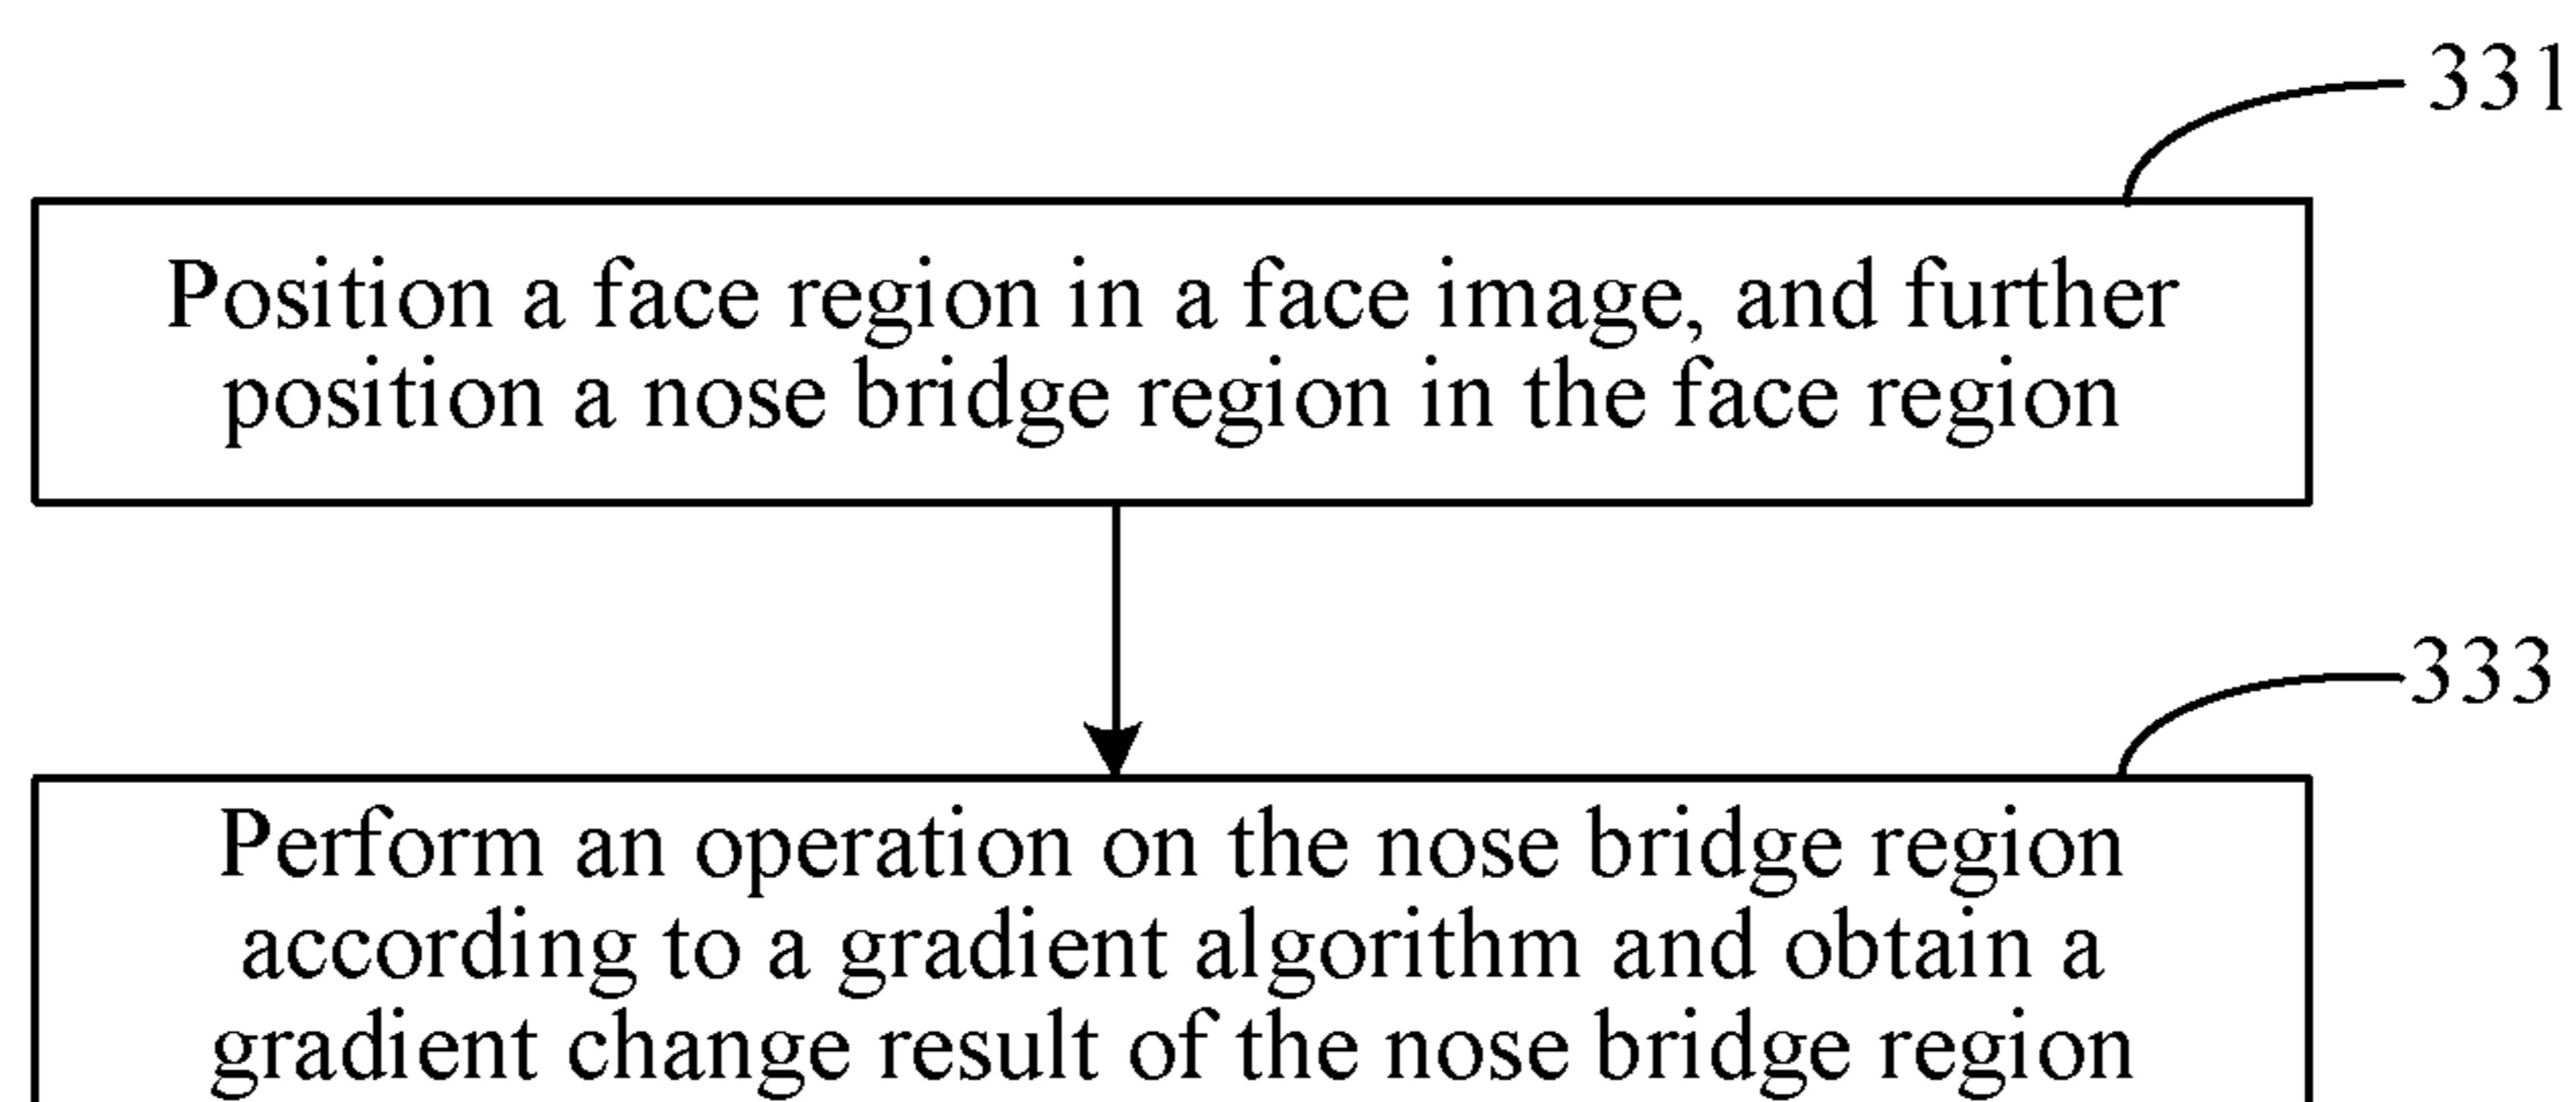 331
Position a face region in a face image, and further
position a nose bridge region in the face region
333
Perform an operation on the nose bridge region
according to a gradient algorithm and obtain a
gradient change result of the nose bridge region